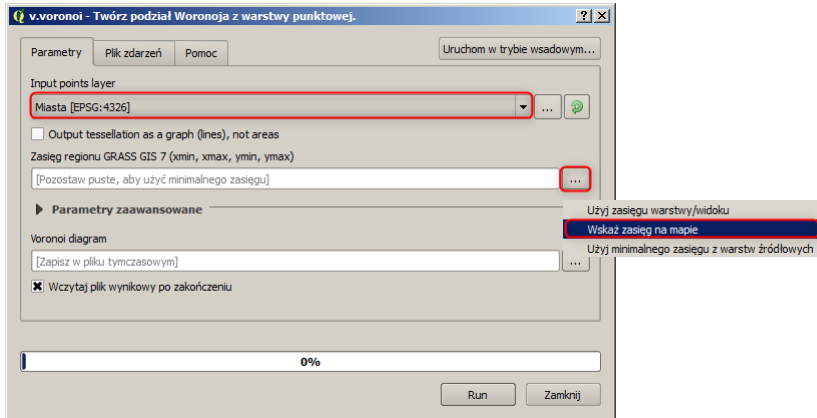 v.voronoi - Twórz podział Woronoja z warstwy punktowej.
Parametry
Plik zdarzeń
Pomoc
Uruchom w trybie wsadowym...
Input points layer
Miasta [EPSG:4326]
...
Output tessellation as a graph (lines), not areas
Zasięg regionu GRASS GIS 7 (xmin, xmax, ymin, ymax)
[Pozostaw puste, aby użyć minimalnego zasięgu]
...
Parametry zaawansowane
Użyj zasięgu warstwy/widoku
Wskaż zasięg na mapie
Użyj minimalnego zasięgu z warstw źródłowych
Voronoi diagram
[Zapisz w pliku tymczasowym]
...
Wczytaj plik wynikowy po zakończeniu
0%
Run
Zamknij